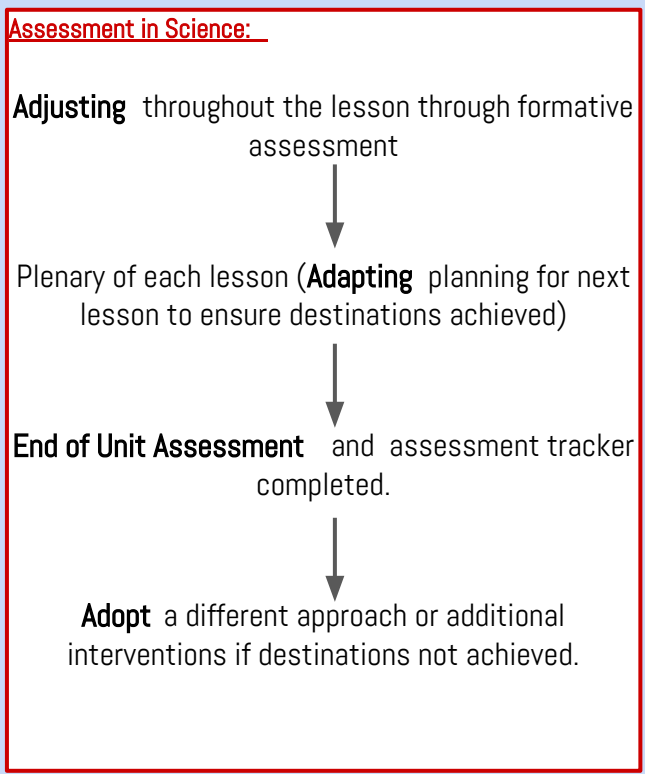 Assessment in Science:
Adjusting throughout the lesson through formative
assessment
Plenary of each lesson (Adapting planning for next
lesson to ensure destinations achieved)
End of Unit Assessment and assessment tracker
completed.
Adopt a different approach or additional
interventions if destinations not achieved.